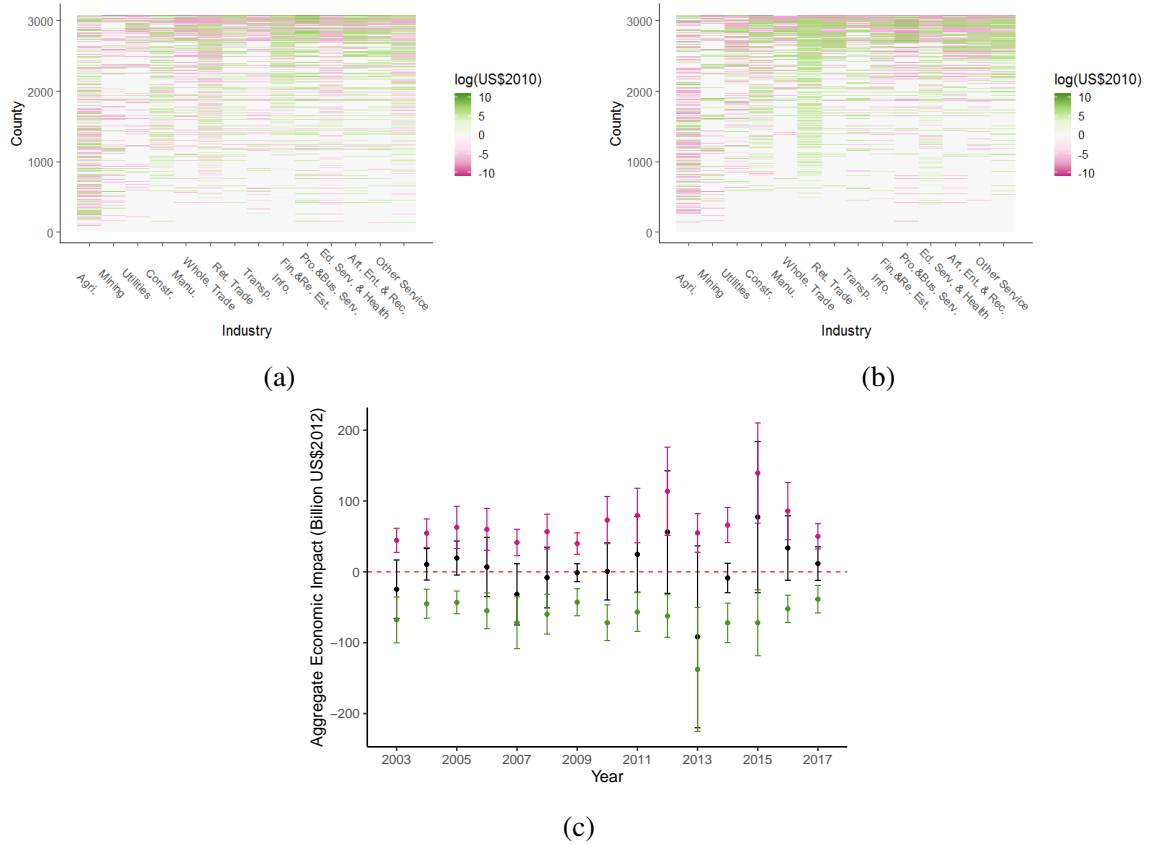 3000
2000
1000
0
County
Agri.
Mining
Utilities
Constr.
Manu.
Whole. Trade
Ret. Trade
Transp.
Info.
Fin.&Re. Est.
Pro.&Bus. Serv.
Ed. Serv. & Health
Art. Ent. & Rec.
Other Service
Industry
log(US$2010)
10
5
0
-5
-10
(a)
3000
2000
1000
0
County
Agri.
Mining
Utilities
Constr.
Manu.
Whole. Trade
Ret. Trade
Transp.
Info.
Fin.&Re. Est.
Pro.&Bus. Serv.
Ed. Serv. & Health
Art. Ent. & Rec.
Other Service
Industry
log(US$2010)
10
5
0
-5
-10
(b)
Aggregate Economic Impact (Billion US$2012)
200
100
0
−100
−200
2003 2005 2007 2009 2011 2013 2015 2017
Year
(c)